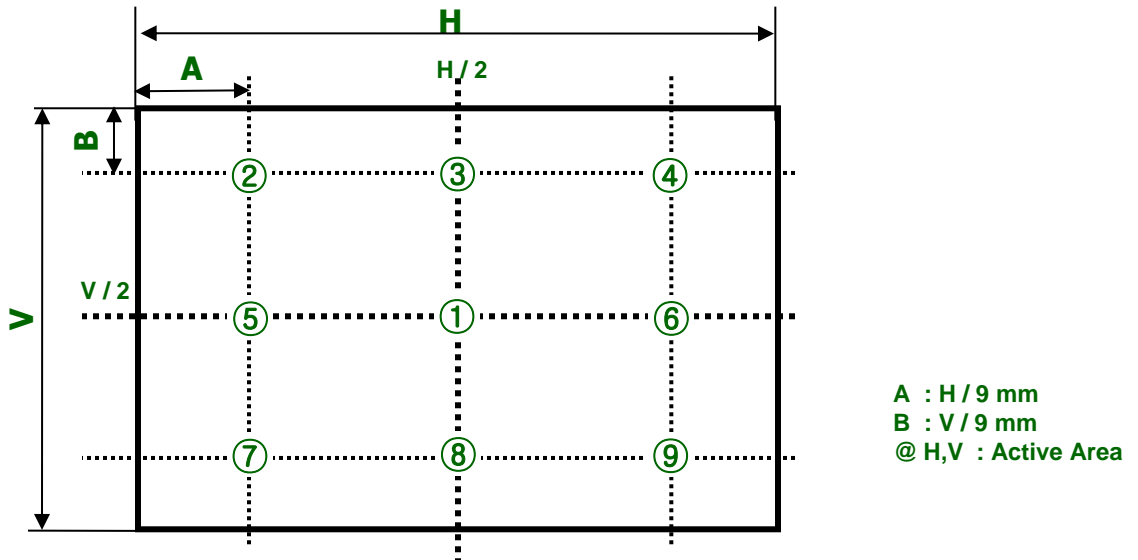 H
A
H / 2
B
② ③ ④
V / 2
V
⑤ ① ⑥
A : H / 9 mm
B : V / 9 mm
@ H,V : Active Area
⑦ ⑧ ⑨